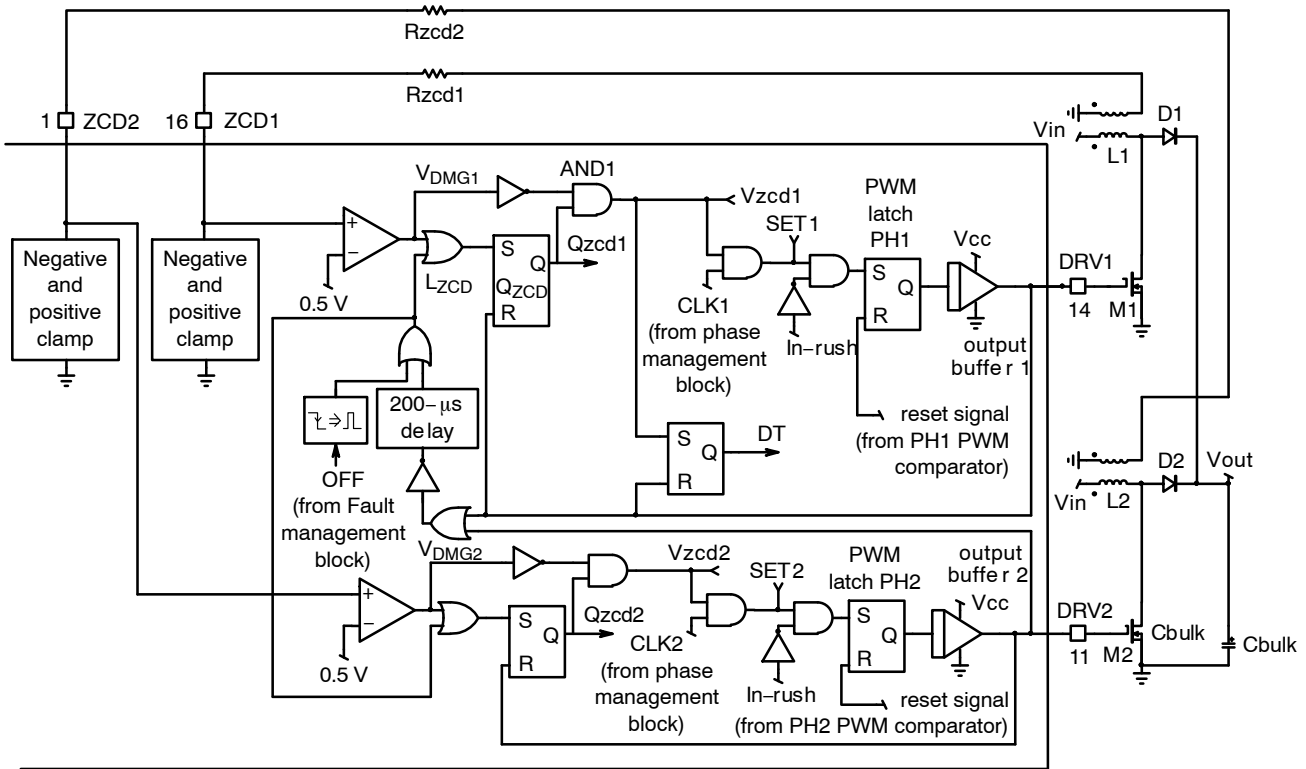 Rzcd2
Rzcd1
1 ZCD2
16 ZCD1
Vin
D1
L1
Negative
and
positive
clamp
Negative
and
positive
clamp
VDMG1
AND1
Vzcd1
+
−
0.5 V
LZCD
S
Q
QZCD
R
Qzcd1
SET1
CLK1
(from phase
management
block)
In−rush
PWM
latch
PH1
S
Q
R
Vcc
output
buffer 1
DRV1
14
M1
reset signal
(from PH1 PWM
comparator)
OFF
(from Fault
management
block)
200−μs
delay
S
Q
R
DT
Vin
D2
L2
Vout
VDMG2
+
−
0.5 V
S
Q
R
Qzcd2
Vzcd2
SET2
CLK2
(from phase
management
block)
In−rush
PWM
latch PH2
S
Q
R
output
buffer 2
Vcc
DRV2
11
M2
Cbulk
Cbulk
reset signal
(from PH2 PWM comparator)